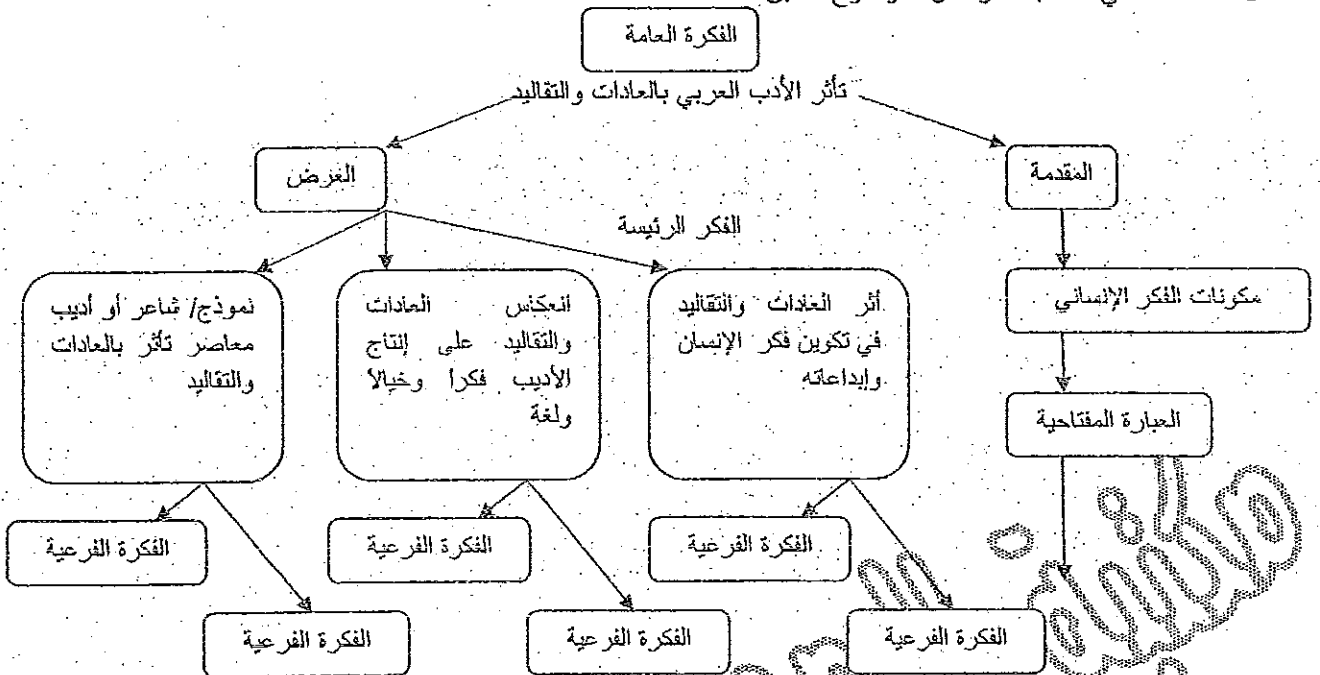 الفكرة العامة
تأثر الأدب العربي بالعادات والتقاليد
المقدمة
الغرض
الفكر الرئيسة
مكونات الفكر الإنساني
العبارة المفتاحية
أثر العادات والتقاليد
في تكوين فكر الإنسان
وإبداعاته
انعكاس العادات
والتقاليد على إنتاج
الأديب فكرا وخيالا
ولغة
نموذج/ شاعر أو أديب
معاصر تأثر بالعادات
والتقاليد
الفكرة الفرعية
الفكرة الفرعية
الفكرة الفرعية
الفكرة الفرعية
الفكرة الفرعية
الفكرة الفرعية